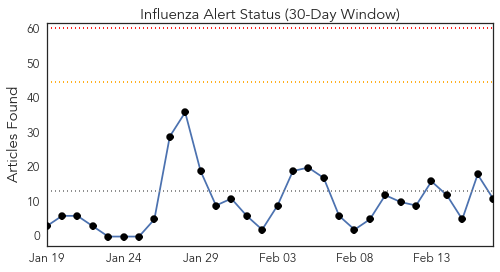 Influenza Alert Status (30-Day Window)
60
50
40
30
20
10
0
Articles Found
Jan 19
Jan 24
Jan 29
Feb 03
Feb 08
Feb 13